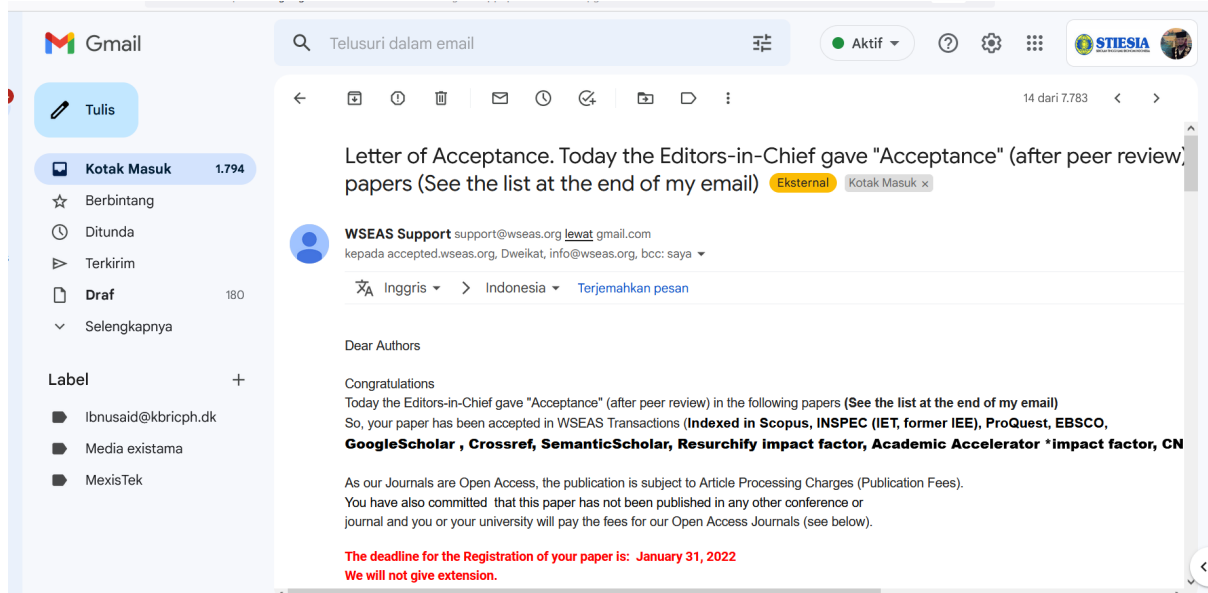 Gmail
Telusuri dalam email
Aktif
STIESIA
Tulis
14 dari 7.783
Kotak Masuk 1.794
Berbintang
Ditunda
Terkirim
Draf 180
Selengkapnya
Label
Ibnusaid@kbricph.dk
Media existama
MexisTek
Letter of Acceptance. Today the Editors-in-Chief gave "Acceptance" (after peer review)
papers (See the list at the end of my email) Eksternal Kotak Masuk x
WSEAS Support support@wseas.org lewat gmail.com
kepada accepted.wseas.org, Dweikat, info@wseas.org, bcc: saya
Inggris > Indonesia Terjemahkan pesan
Dear Authors
Congratulations
Today the Editors-in-Chief gave "Acceptance" (after peer review) in the following papers (See the list at the end of my email)
So, your paper has been accepted in WSEAS Transactions (Indexed in Scopus, INSPEC (IET, former IEE), ProQuest, EBSCO,
GoogleScholar , Crossref, SemanticScholar, Resurchify impact factor, Academic Accelerator *impact factor, CN
As our Journals are Open Access, the publication is subject to Article Processing Charges (Publication Fees).
You have also committed that this paper has not been published in any other conference or
journal and you or your university will pay the fees for our Open Access Journals (see below).
The deadline for the Registration of your paper is: January 31, 2022
We will not give extension.